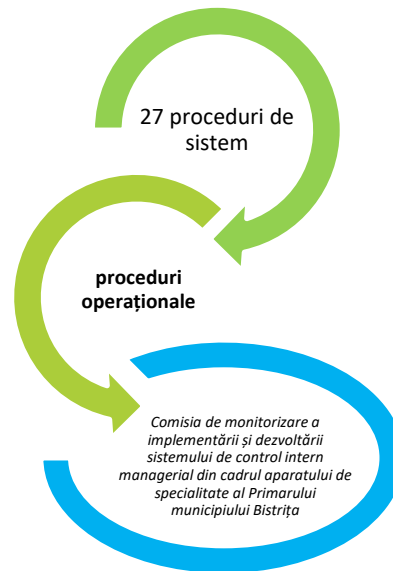 27 proceduri de
sistem
proceduri
operaționale
Comisia de monitorizare a
implementării și dezvoltării
sistemului de control intern
managerial din cadrul aparatului de
specialitate al Primarului
municipiului Bistrița